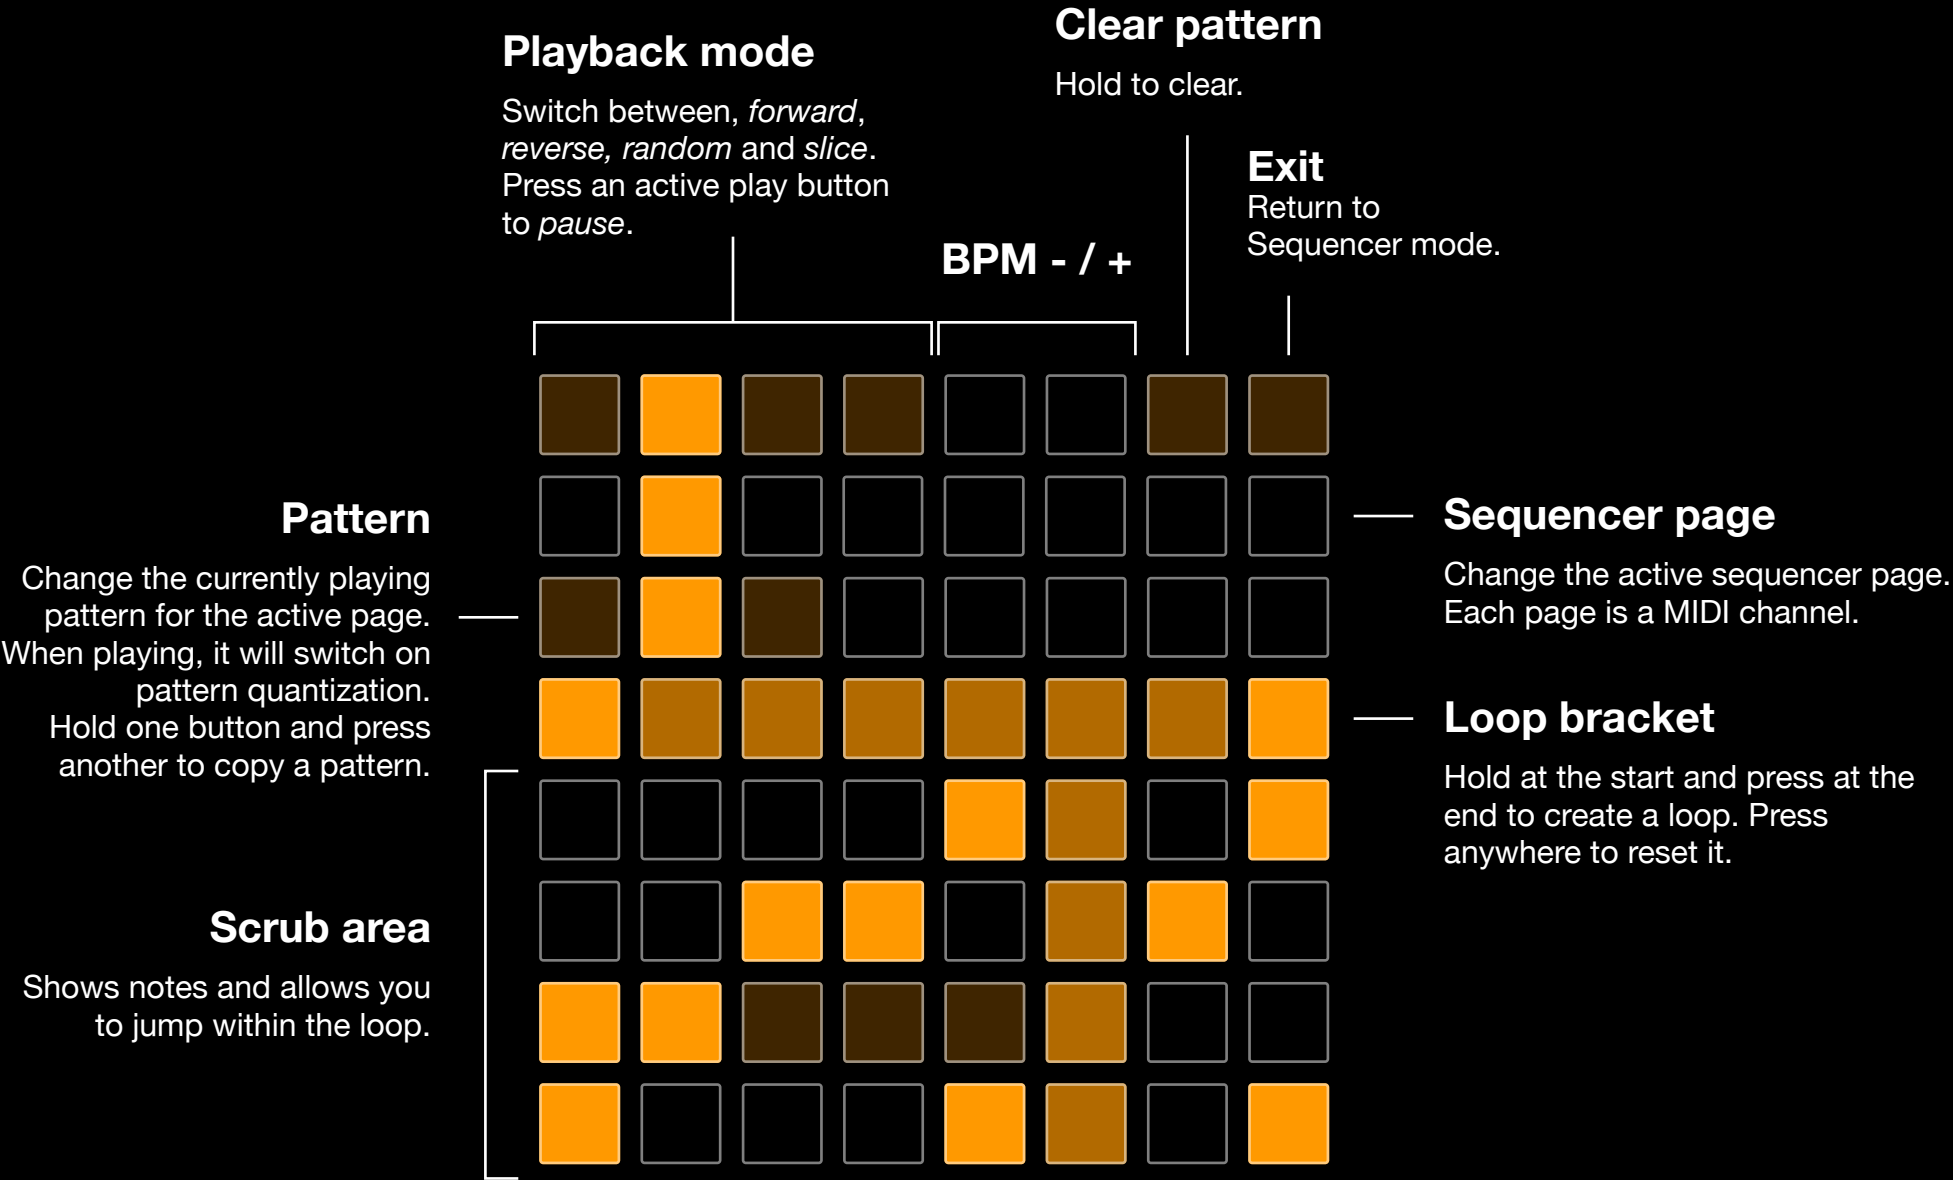 Playback mode
Switch between, forward,
reverse, random and slice.
Press an active play button
to pause.
BPM - / +
Clear pattern
Hold to clear.
Exit
Return to
Sequencer mode.
Pattern
Change the currently playing
pattern for the active page.
When playing, it will switch on
pattern quantization.
Hold one button and press
another to copy a pattern.
Sequencer page
Change the active sequencer page.
Each page is a MIDI channel.
Loop bracket
Hold at the start and press at the
end to create a loop. Press
anywhere to reset it.
Scrub area
Shows notes and allows you
to jump within the loop.